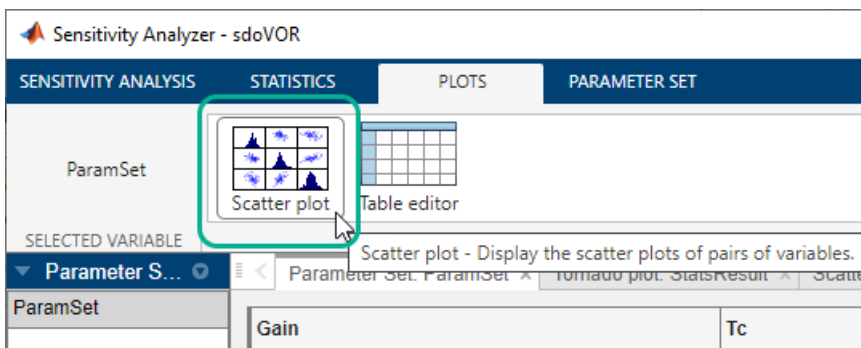 Sensitivity Analyzer - sdoVOR
SENSITIVITY ANALYSIS STATISTICS PLOTS PARAMETER SET
ParamSet
Scatter plot Table editor
SELECTED VARIABLE
Scatter plot - Display the scatter plots of pairs of variables.
Parameter S...
Parameter Set: ParamSet × Tornado plot: StatsResult × Scatte
ParamSet
Gain Tc